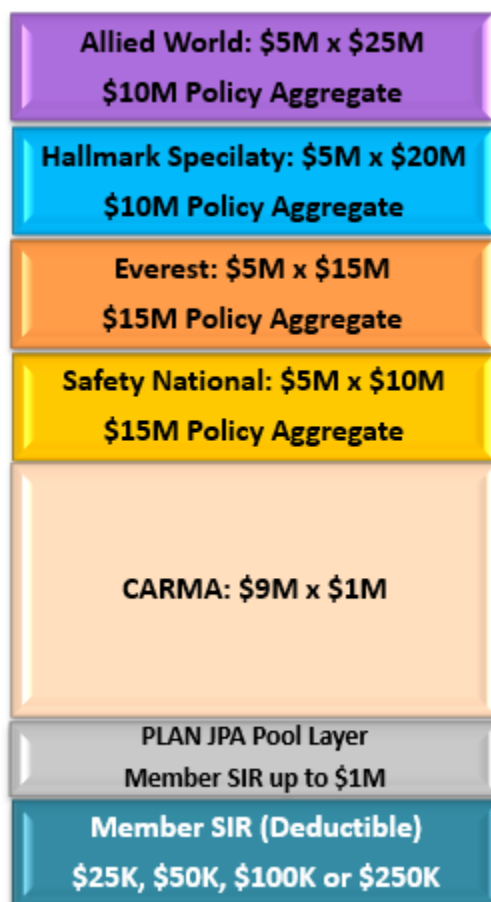 Allied World: $5M x $25M
$10M Policy Aggregate
Hallmark Specilaty: $5M x $20M
$10M Policy Aggregate
Everest: $5M x $15M
$15M Policy Aggregate
Safety National: $5M x $10M
$15M Policy Aggregate
CARMA: $9M x $1M
PLAN JPA Pool Layer
Member SIR up to $1M
Member SIR (Deductible)
$25K, $50K, $100K or $250K